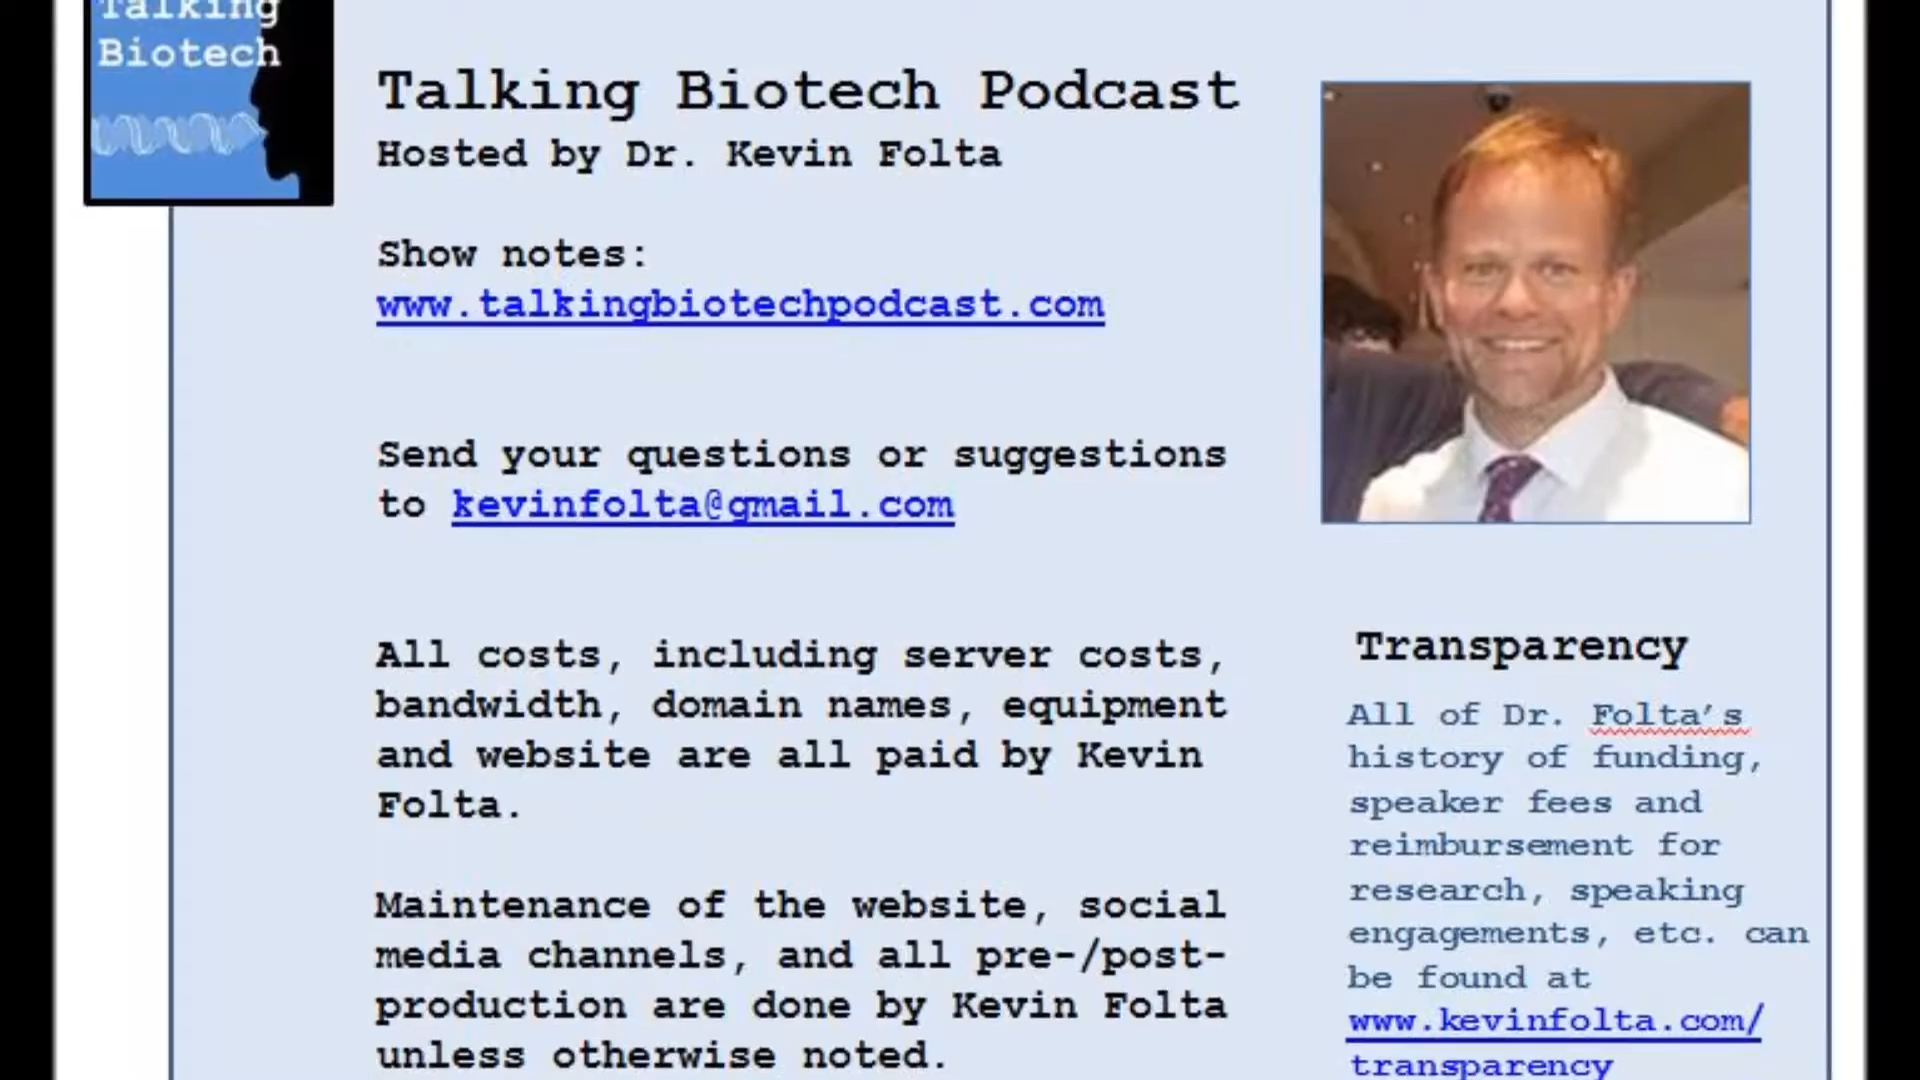 Talking
Biotech
Talking Biotech Podcast
Hosted by Dr. Kevin Folta
Show notes:
www.talkingbiotechpodcast.com
Send your questions or suggestions
to kevinfolta@gmail.com
All costs, including server costs,
bandwidth, domain names, equipment
and website are all paid by Kevin
Folta.
Maintenance of the website, social
media channels, and all pre-/post-
production are done by Kevin Folta
unless otherwise noted.
Transparency
All of Dr. Folta’s
history of funding,
speaker fees and
reimbursement for
research, speaking
engagements, etc. can
be found at
www.kevinfolta.com/
transparency